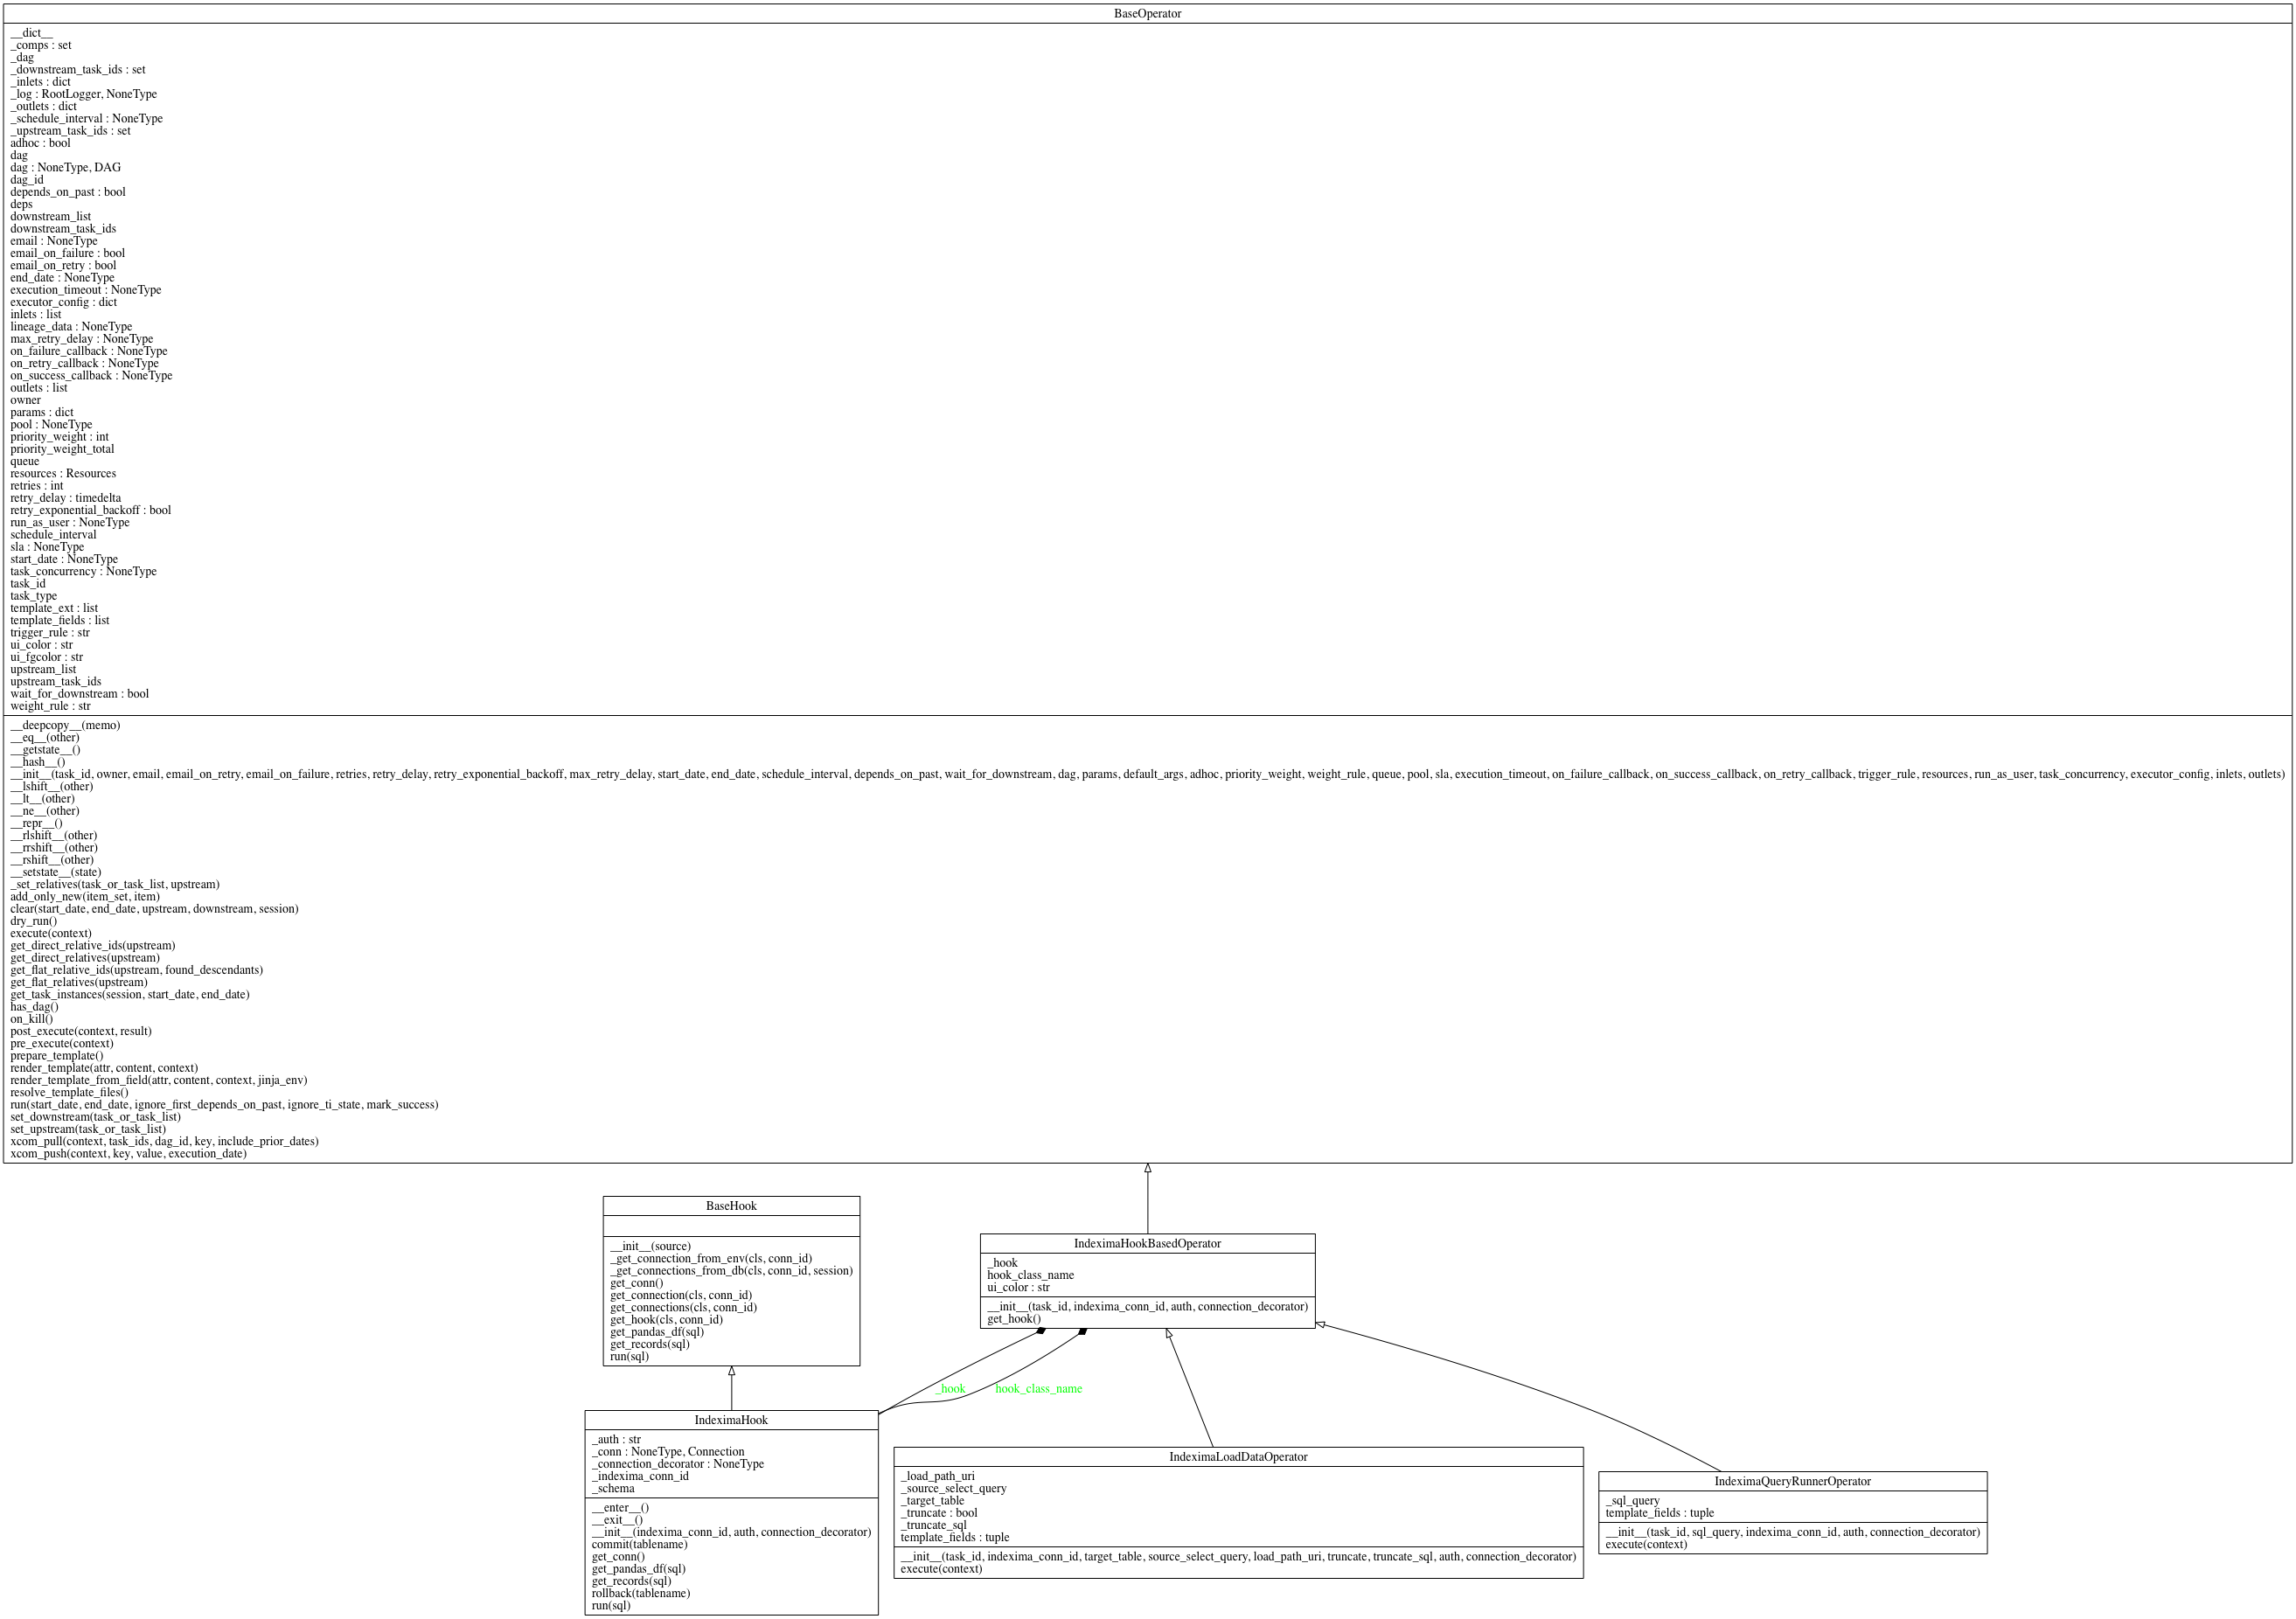 BaseOperator
__dict__
_comps : set
_dag
_downstream_task_ids : set
_inlets : dict
_log : RootLogger, NoneType
_outlets : dict
_schedule_interval : NoneType
_upstream_task_ids : set
adhoc : bool
dag
dag : NoneType, DAG
dag_id
depends_on_past : bool
deps
downstream_list
downstream_task_ids
email : NoneType
email_on_failure : bool
email_on_retry : bool
end_date : NoneType
execution_timeout : NoneType
executor_config : dict
inlets : list
lineage_data : NoneType
max_retry_delay : NoneType
on_failure_callback : NoneType
on_retry_callback : NoneType
on_success_callback : NoneType
outlets : list
owner
params : dict
pool : NoneType
priority_weight : int
priority_weight_total
queue
resources : Resources
retries : int
retry_delay : timedelta
retry_exponential_backoff : bool
run_as_user : NoneType
schedule_interval
sla : NoneType
start_date : NoneType
task_concurrency : NoneType
task_id
task_type
template_ext : list
template_fields : list
trigger_rule : str
ui_color : str
ui_fgcolor : str
upstream_list
upstream_task_ids
wait_for_downstream : bool
weight_rule : str
__deepcopy__(memo)
__eq__(other)
__getstate__()
__hash__()
__init__(task_id, owner, email, email_on_retry, email_on_failure, retries, retry_delay, retry_exponential_backoff, max_retry_delay, start_date, end_date, schedule_interval, depends_on_past, wait_for_downstream, dag, params, default_args, adhoc, priority_weight, weight_rule, queue, pool, sla, execution_timeout, on_failure_callback, on_success_callback, on_retry_callback, trigger_rule, resources, run_as_user, task_concurrency, executor_config, inlets, outlets)
__lshift__(other)
__lt__(other)
__ne__(other)
__repr__()
__rlshift__(other)
__rrshift__(other)
__rshift__(other)
__setstate__(state)
_set_relatives(task_or_task_list, upstream)
add_only_new(item_set, item)
clear(start_date, end_date, upstream, downstream, session)
dry_run()
execute(context)
get_direct_relative_ids(upstream)
get_direct_relatives(upstream)
get_flat_relative_ids(upstream, found_descendants)
get_flat_relatives(upstream)
get_task_instances(session, start_date, end_date)
has_dag()
on_kill()
post_execute(context, result)
pre_execute(context)
prepare_template()
render_template(attr, content, context)
render_template_from_field(attr, content, context, jinja_env)
resolve_template_files()
run(start_date, end_date, ignore_first_depends_on_past, ignore_ti_state, mark_success)
set_downstream(task_or_task_list)
set_upstream(task_or_task_list)
xcom_pull(context, task_ids, dag_id, key, include_prior_dates)
xcom_push(context, key, value, execution_date)
BaseHook
__init__(source)
_get_connection_from_env(cls, conn_id)
_get_connections_from_db(cls, conn_id, session)
get_conn()
get_connection(cls, conn_id)
get_connections(cls, conn_id)
get_hook(cls, conn_id)
get_pandas_df(sql)
get_records(sql)
run(sql)
IndeximaHookBasedOperator
_hook
hook_class_name
ui_color : str
__init__(task_id, indexima_conn_id, auth, connection_decorator)
get_hook()
_hook
hook_class_name
IndeximaHook
_auth : str
_conn : NoneType, Connection
_connection_decorator : NoneType
_indexima_conn_id
_schema
__enter__()
__exit__()
__init__(indexima_conn_id, auth, connection_decorator)
commit(tablename)
get_conn()
get_pandas_df(sql)
get_records(sql)
rollback(tablename)
run(sql)
IndeximaLoadDataOperator
_load_path_uri
_source_select_query
_target_table
_truncate : bool
_truncate_sql
template_fields : tuple
__init__(task_id, indexima_conn_id, target_table, source_select_query, load_path_uri, truncate, truncate_sql, auth, connection_decorator)
execute(context)
IndeximaQueryRunnerOperator
_sql_query
template_fields : tuple
__init__(task_id, sql_query, indexima_conn_id, auth, connection_decorator)
execute(context)